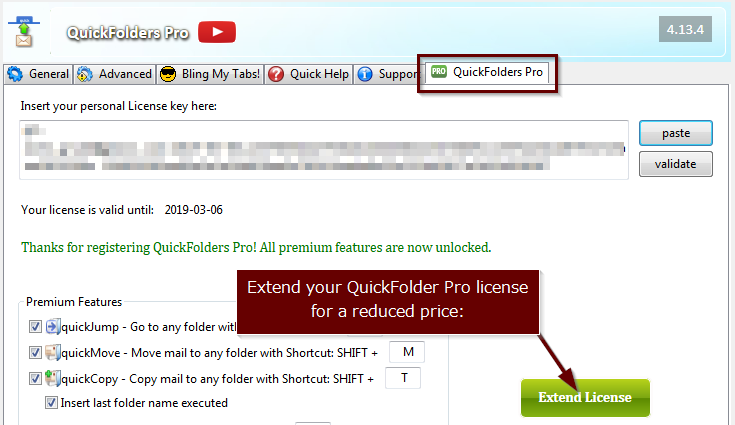 QuickFolders Pro
4.13.4
General
Advanced
Bling My Tabs!
Quick Help
Suppor
PRO QuickFolders Pro
Insert your personal License key here:
paste
validate
Your license is valid until: 2019-03-06
Thanks for registering QuickFolders Pro! All premium features are now unlocked.
Extend your QuickFolder Pro license
for a reduced price:
Premium Features
quickJump - Go to any folder with
quickMove - Move mail to any folder with Shortcut: SHIFT + M
quickCopy - Copy mail to any folder with Shortcut: SHIFT + T
Insert last folder name executed
Extend License